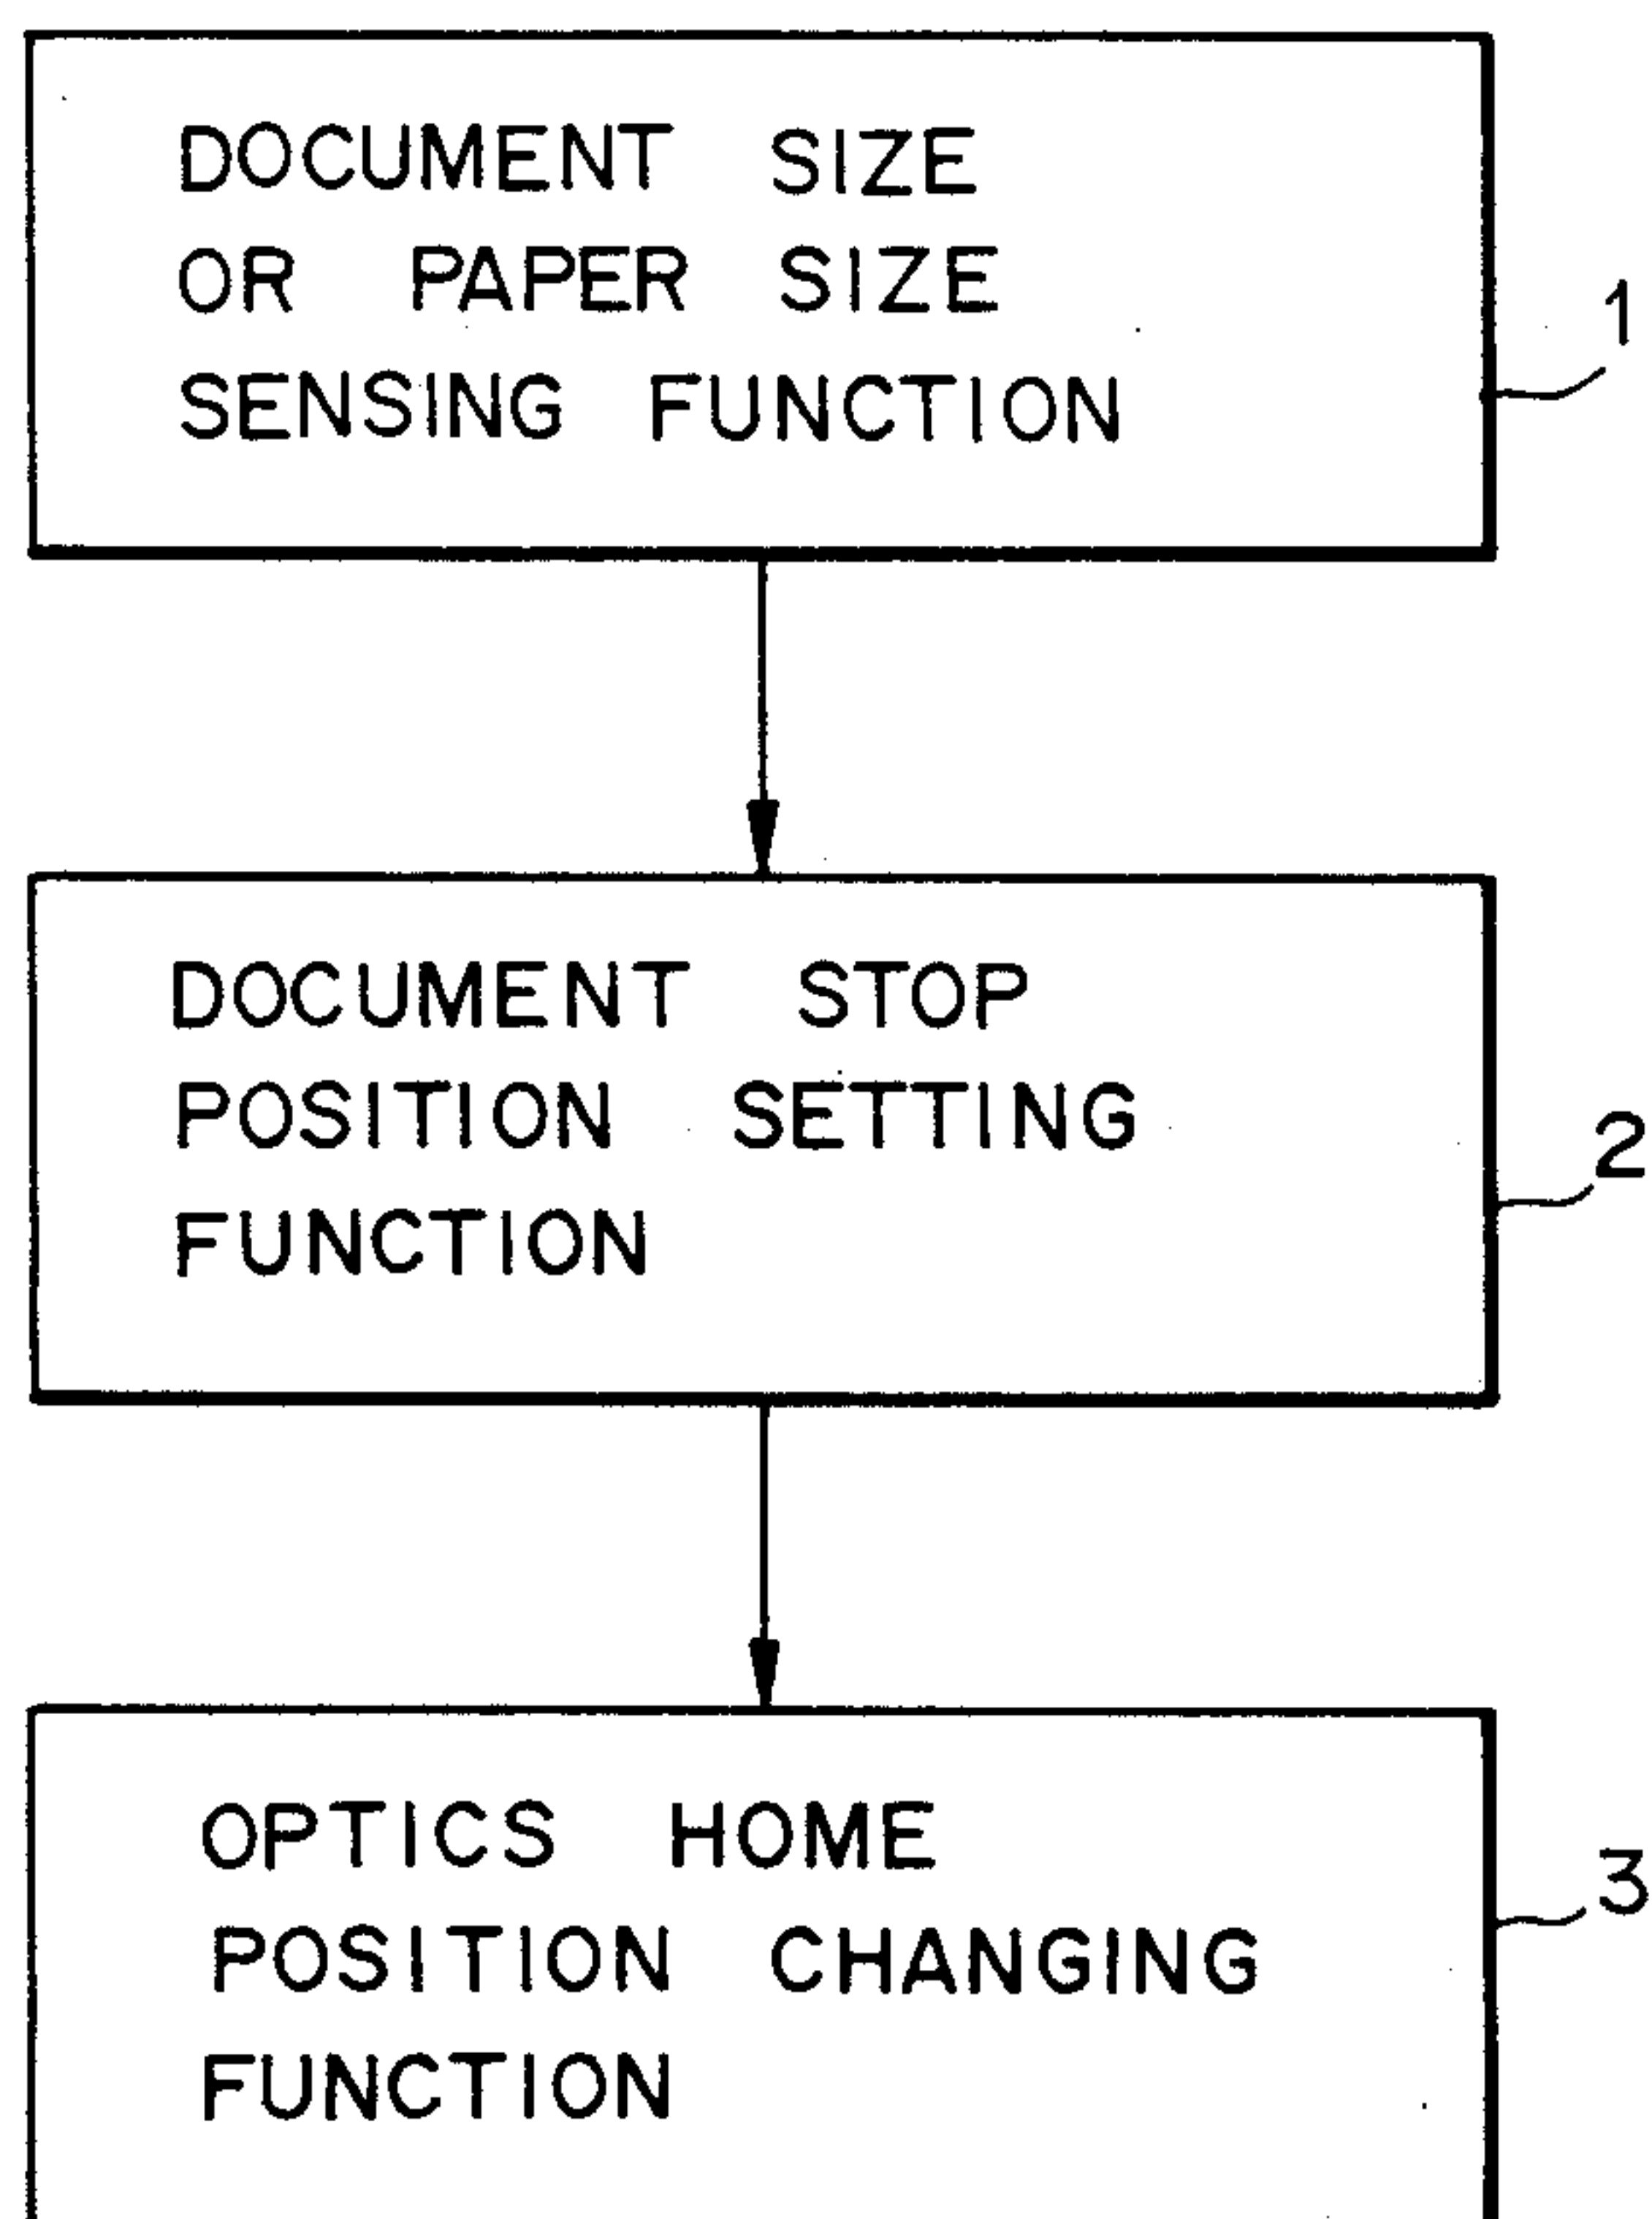 DOCUMENT SIZE
OR PAPER SIZE
SENSING FUNCTION
1
DOCUMENT STOP
POSITION SETTING
FUNCTION
2
OPTICS HOME
POSITION CHANGING
FUNCTION
3